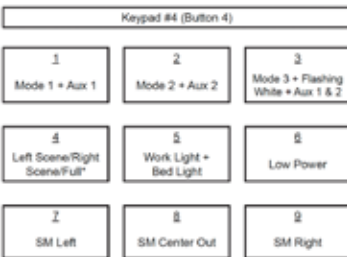 Keypad #4 (Button 4)
1
Mode 1 + Aux 1
2
Mode 2 + Aux 2
3
Mode 3 + Flashing
White + Aux 1 & 2
4
Left Scene/Right
Scene/Full*
5
Work Light +
Bed Light
6
Low Power
7
SM Left
8
SM Center Out
9
SM Right